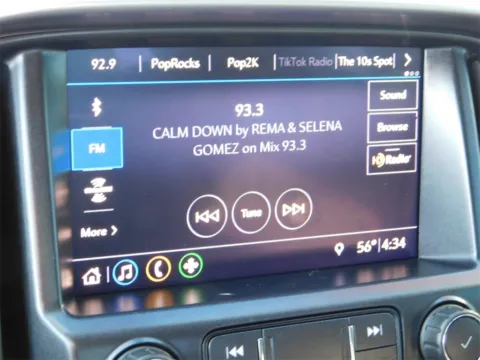 92.9 PopRocks Pop2K TikTok Radio The 10s Spot
93.3
CALM DOWN by REMA & SELENA
GOMEZ on Mix 93.3
Sound
Browse
HD Radio
FM
More
Tune
56° 4:34